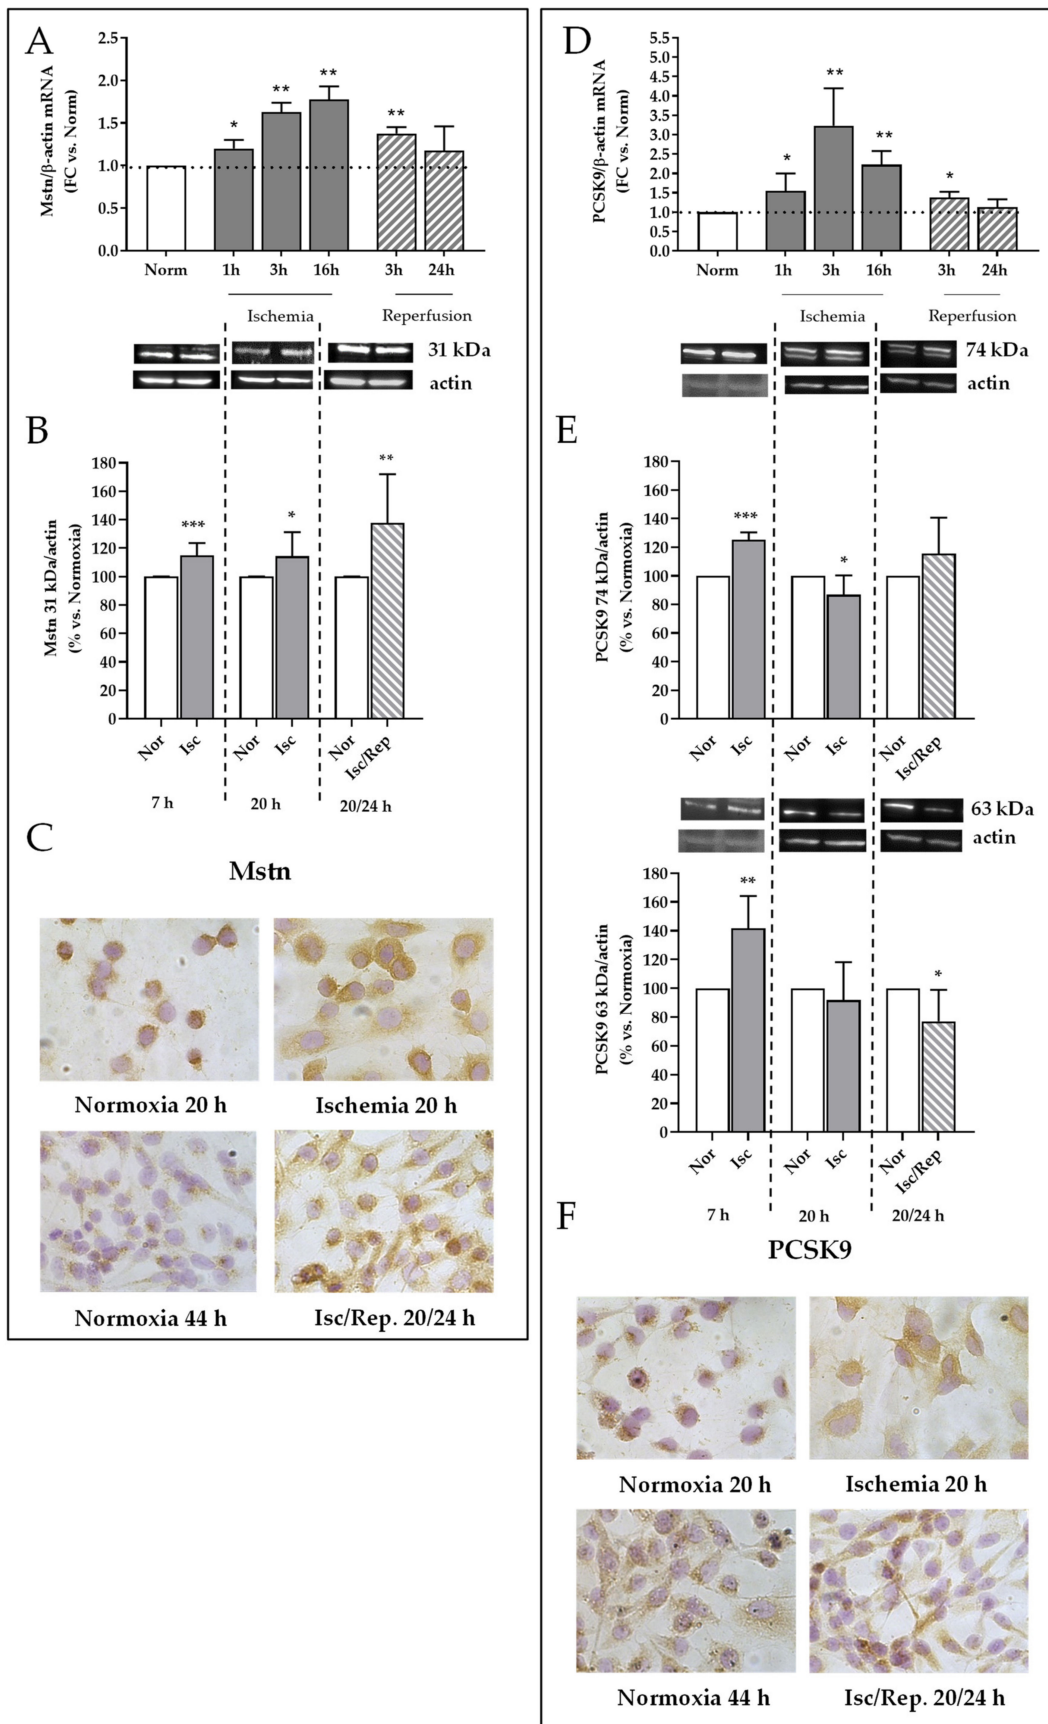 A
Mstn/β-actin mRNA
(FC vs. Norm)
2.5
2.0
1.5
1.0
0.5
0.0
*
**
**
**
Norm
1h
3h
16h
3h
24h
Ischemia
Reperfusion
31 kDa
actin
B
Mstn 31 kDa/actin
(% vs. Normoxia)
180
160
140
120
100
80
60
40
20
0
***
*
**
Nor
Isc
Nor
Isc
Nor
Isc/Rep
7 h
20 h
20/24 h
C
Mstn
Normoxia 20 h
Ischemia 20 h
Normoxia 44 h
Isc/Rep. 20/24 h
D
PCSK9/β-actin mRNA
(FC vs. Norm)
5.5
5.0
4.5
4.0
3.5
3.0
2.5
2.0
1.5
1.0
0.5
0.0
*
**
**
*
Norm
1h
3h
16h
3h
24h
Ischemia
Reperfusion
74 kDa
actin
E
PCSK9 74 kDa/actin
(% vs. Normoxia)
180
160
140
120
100
80
60
40
20
0
***
*
Nor
Isc
Nor
Isc
Nor
Isc/Rep
63 kDa
actin
PCSK9 63 kDa/actin
(% vs. Normoxia)
180
160
140
120
100
80
60
40
20
0
**
*
Nor
Isc
Nor
Isc
Nor
Isc/Rep
7 h
20 h
20/24 h
F
PCSK9
Normoxia 20 h
Ischemia 20 h
Normoxia 44 h
Isc/Rep. 20/24 h